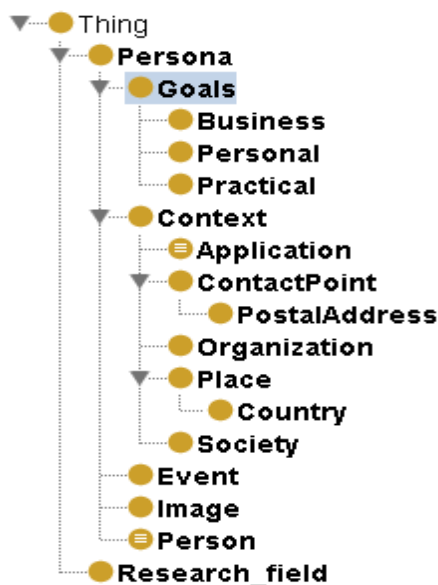 Thing
Persona
Goals
Business
Personal
Practical
Context
Application
ContactPoint
PostalAddress
Organization
Place
Country
Society
Event
Image
Person
Research_field